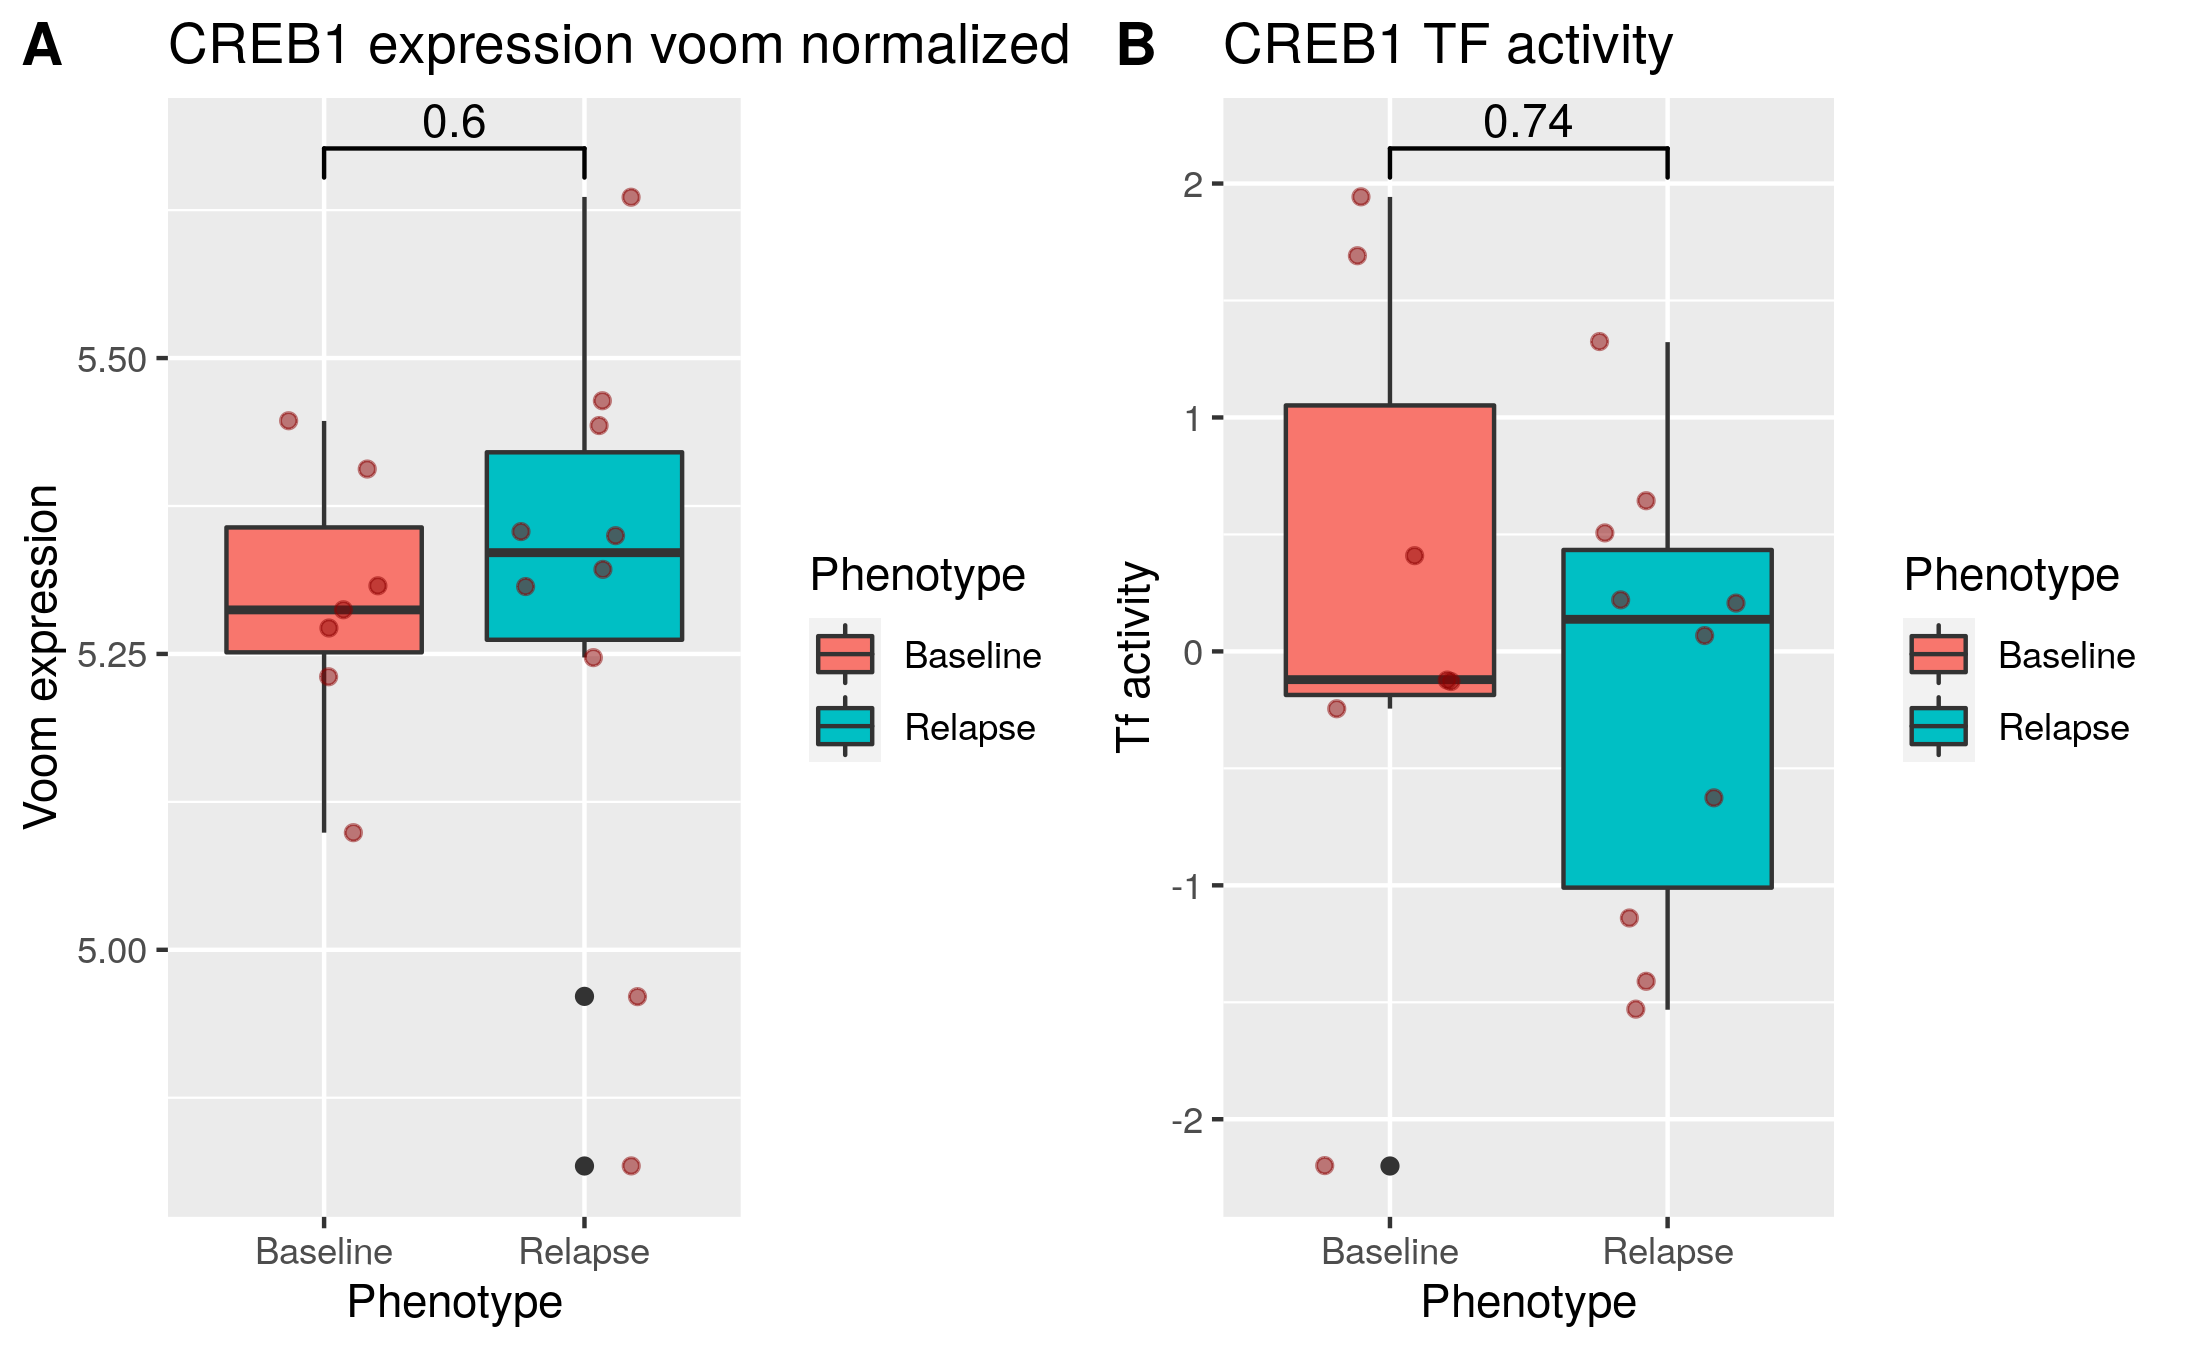 A
CREB1 expression voom normalized
0.6
5.50
5.25
5.00
Voom expression
Baseline
Relapse
Phenotype
Phenotype
Baseline
Relapse
B
CREB1 TF activity
0.74
2
1
0
-1
-2
Tf activity
Baseline
Relapse
Phenotype
Phenotype
Baseline
Relapse